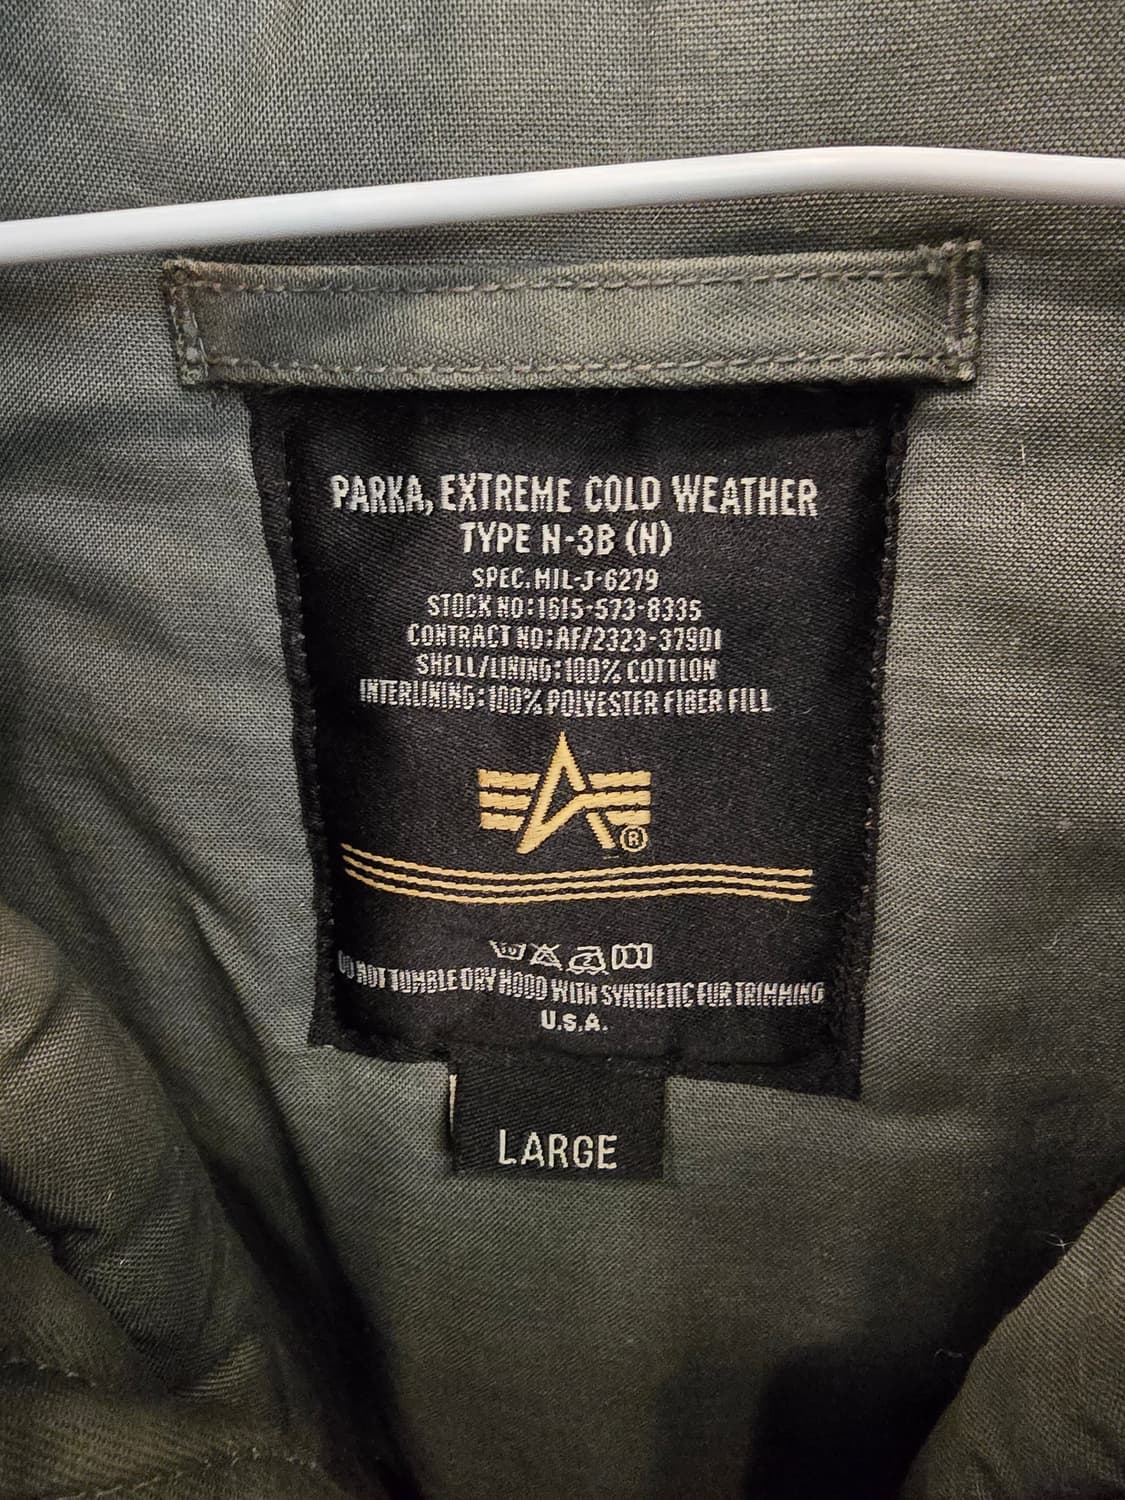 PARKA, EXTREME COLD WEATHER
TYPE N-3B (N)
SPEC.MIL-J-6279
STOCK NO:1615-573-8335
CONTRACT NO:AF/2323-37901
SHELL/LINING:100% COTTION
INTERLINING:100% POLYESTER FIBER FILL
®
DO NOT TUMBLE DRY HOOD WITH SYNTHETIC FUR TRIMMING
U.S.A.
LARGE